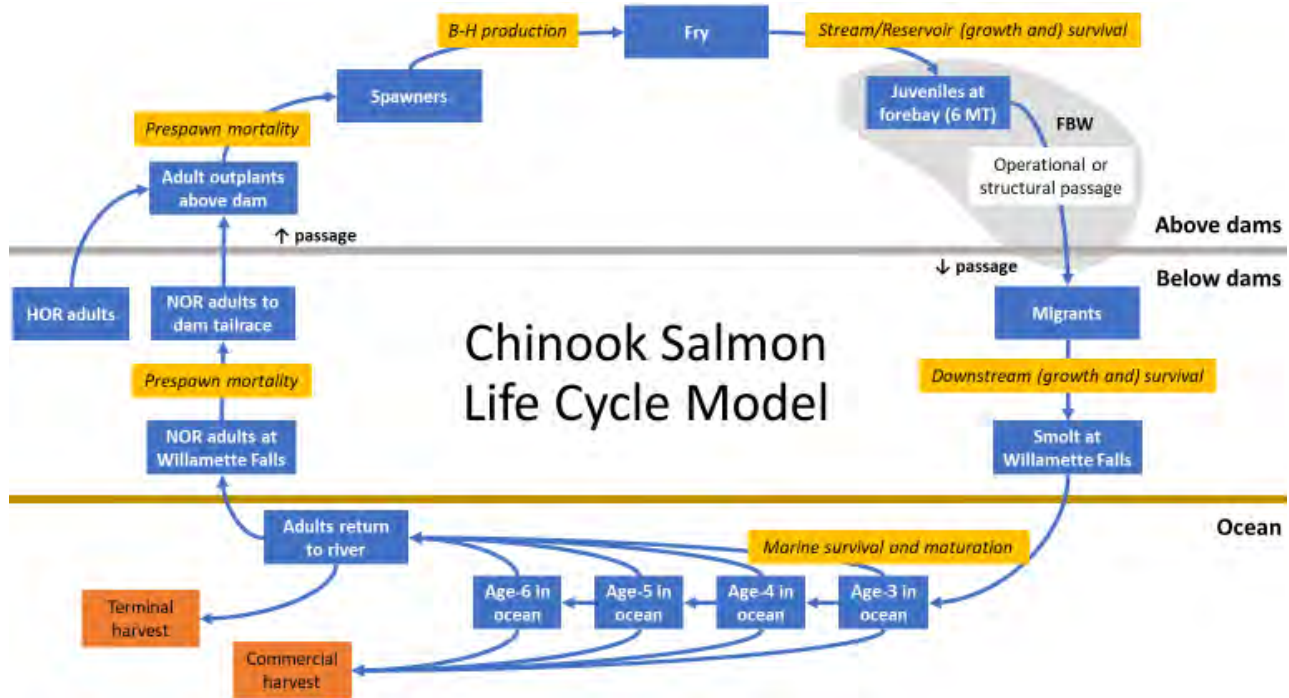 B-H production
Fry
Stream/Reservoir (growth and) survival
Spawners
Juveniles at
forebay (6 MT)
FBW
Prespawn mortality
Operational or
structural passage
Adult outplants
above dam
↑ passage
Above dams
↓ passage
Below dams
HOR adults
NOR adults to
dam tailrace
Migrants
Chinook Salmon
Life Cycle Model
Prespawn mortality
Downstream (growth and) survival
NOR adults at
Willamette Falls
Smolt at
Willamette Falls
Ocean
Adults return
to river
Marine survival and maturation
Age-6 in
ocean
Age-5 in
ocean
Age-4 in
ocean
Age-3 in
ocean
Terminal
harvest
Commercial
harvest